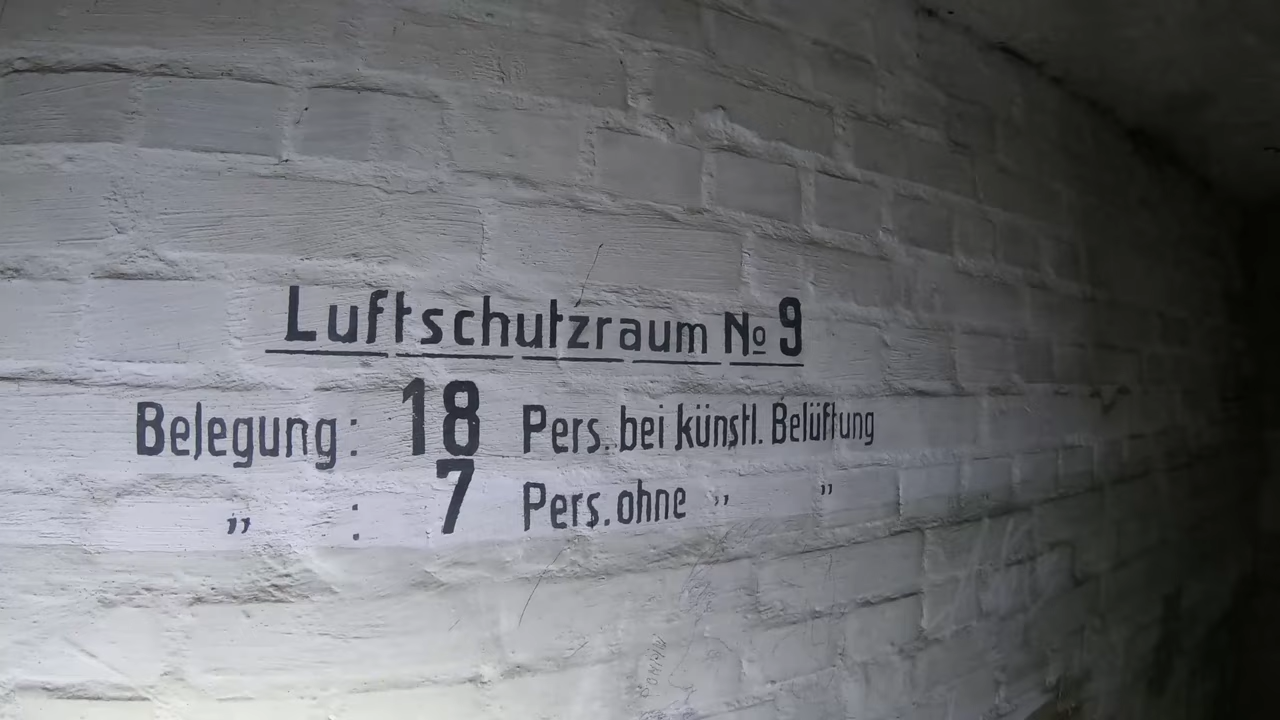 Luftschutzraum No 9
Belegung: 18 Pers. bei künstl. Belüftung
„ : 7 Pers. ohne „ „